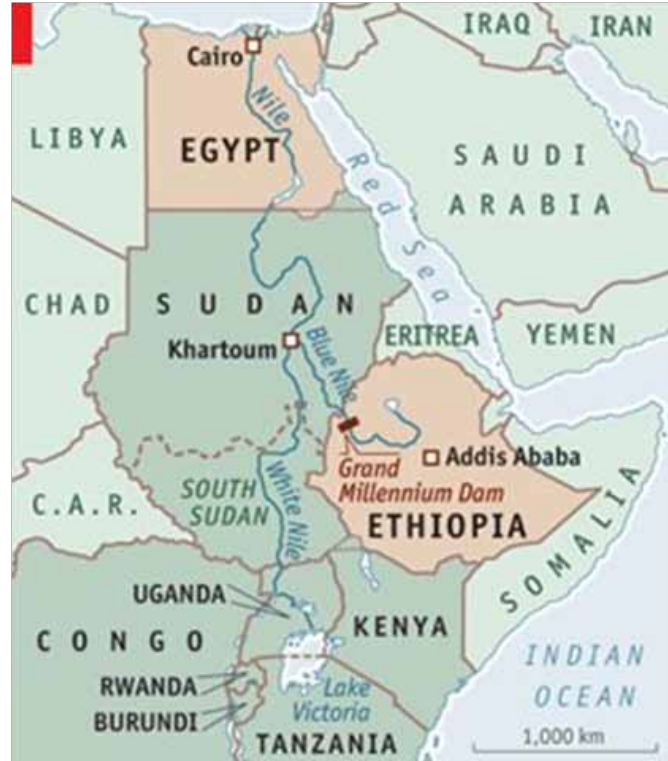 IRAQ
IRAN
Cairo
Nile
LIBYA
EGYPT
SAUDI
ARABIA
Red Sea
CHAD
SUDAN
Khartoum
Blue Nile
ERITREA
YEMEN
Addis Ababa
Grand
Millennium Dam
ETHIOPIA
C.A.R.
SOUTH
SUDAN
White Nile
SOMALIA
UGANDA
KENYA
CONGO
RWANDA
BURUNDI
Lake
Victoria
TANZANIA
INDIAN
OCEAN
1,000 km